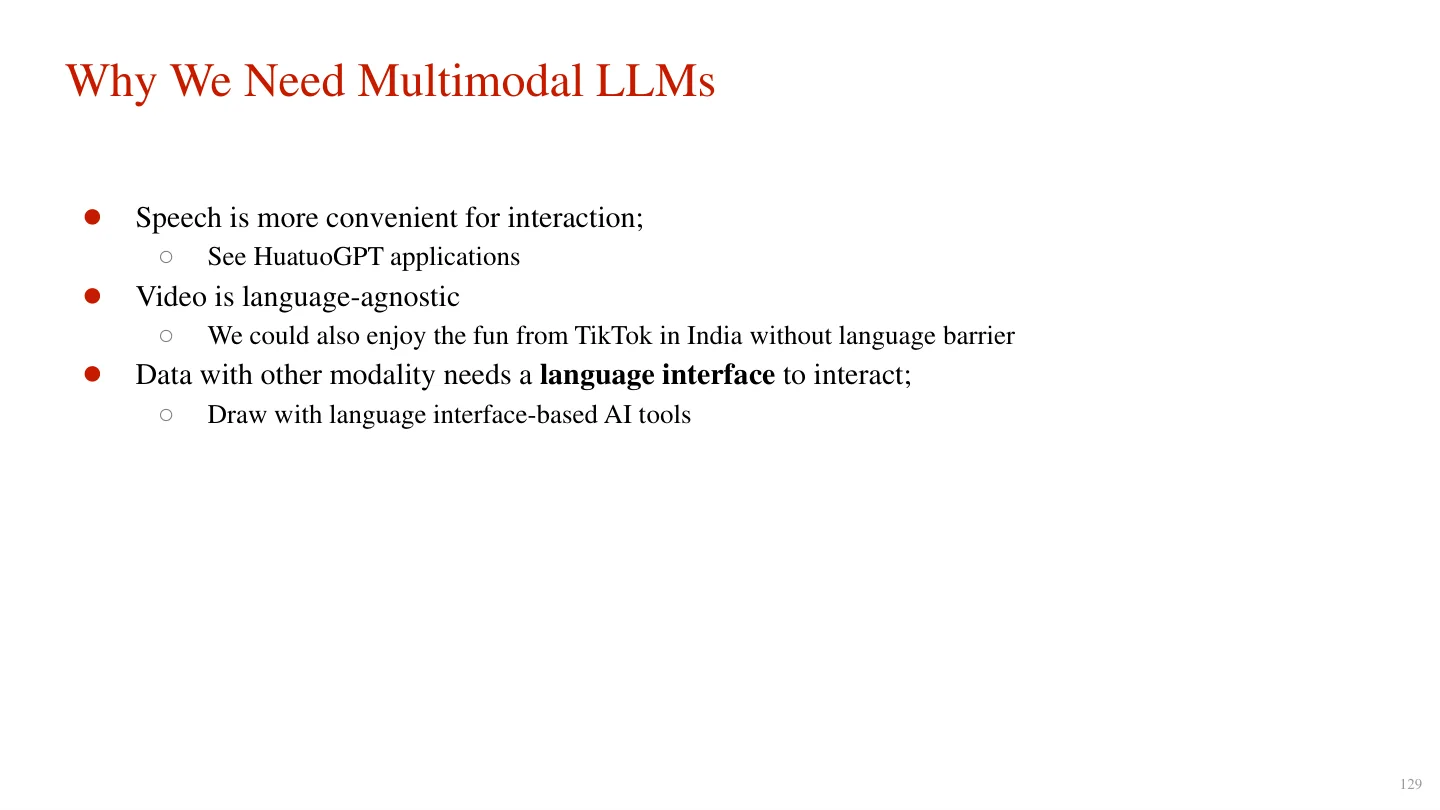 Why We Need Multimodal LLMs
● Speech is more convenient for interaction;
○ See HuatuoGPT applications
● Video is language-agnostic
○ We could also enjoy the fun from TikTok in India without language barrier
● Data with other modality needs a language interface to interact;
○ Draw with language interface-based AI tools
129